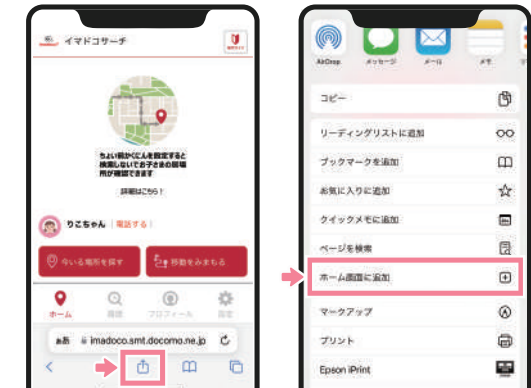 イマドコサーチ
ちょい前かくにんを設定すると
検索しないでお子さまの居場
所が確認できます
詳細はこちら！
りこちゃん
電話する
今いる場所を探す
移動をみまもる
ホーム
履歴
プロフィール
設定
ぁあ
imadoco.smt.docomo.ne.jp
AirDrop
メッセージ
メール
メモ
コピー
リーディングリストに追加
ブックマークを追加
お気に入りに追加
クイックメモに追加
ページを検索
ホーム画面に追加
マークアップ
プリント
Epson iPrint